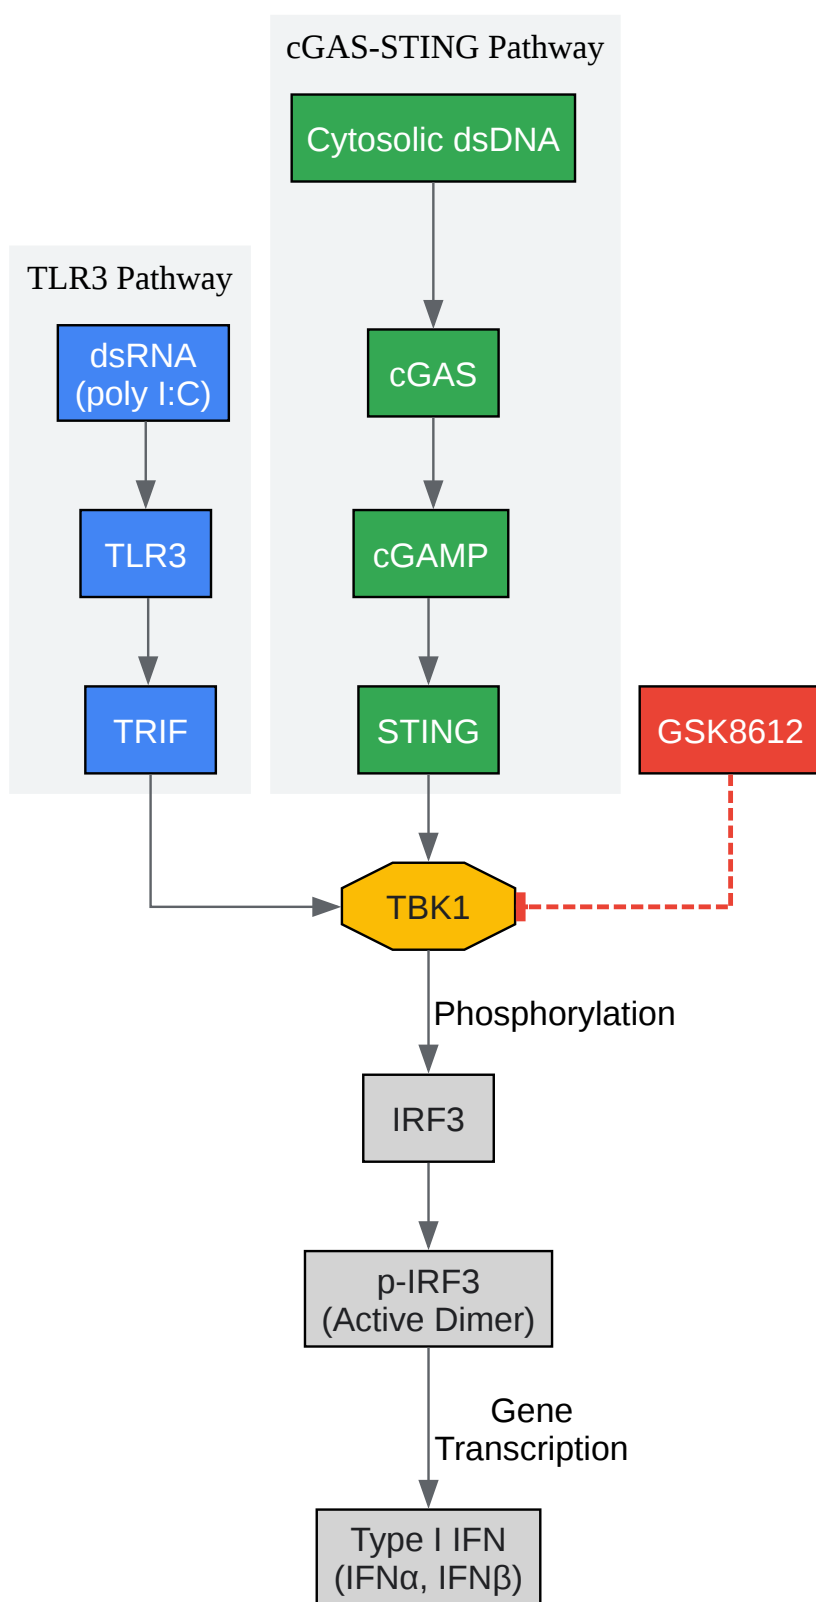 cGAS-STING Pathway
Cytosolic dsDNA
TLR3 Pathway
dsRNA
(poly I:C)
cGAS
TLR3
cGAMP
TRIF
STING
GSK8612
TBK1
Phosphorylation
IRF3
p-IRF3
(Active Dimer)
Gene
Transcription
Type I IFN
(IFNα, IFNβ)